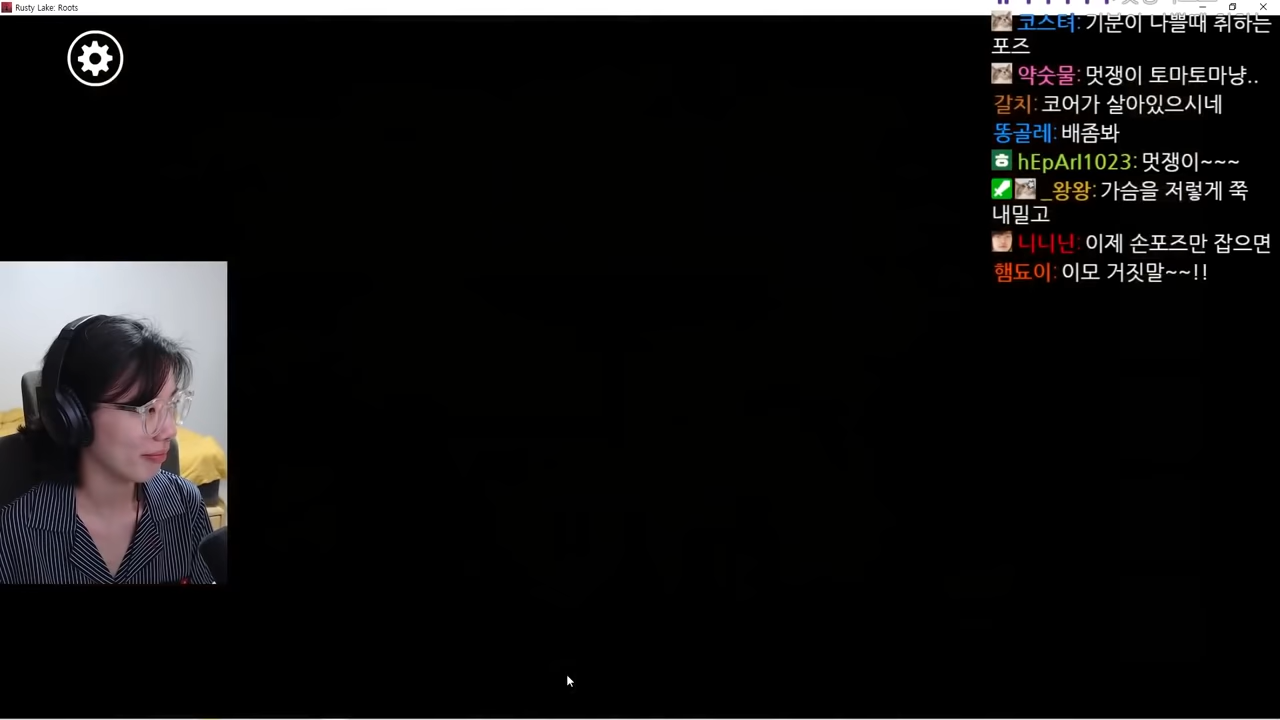 Rusty Lake: Roots
코스터: 기분이 나쁠때 취하는
포즈
약숫물: 멋쟁이 토마토마냥..
갈치: 코어가 살아있으시네
똥골레: 배좀봐
hEpArI1023: 멋쟁이~~~
_왕왕: 가슴을 저렇게 쭉
내밀고
니니닌: 이제 손포즈만 잡으면
햄됴이: 이모 거짓말~~!!